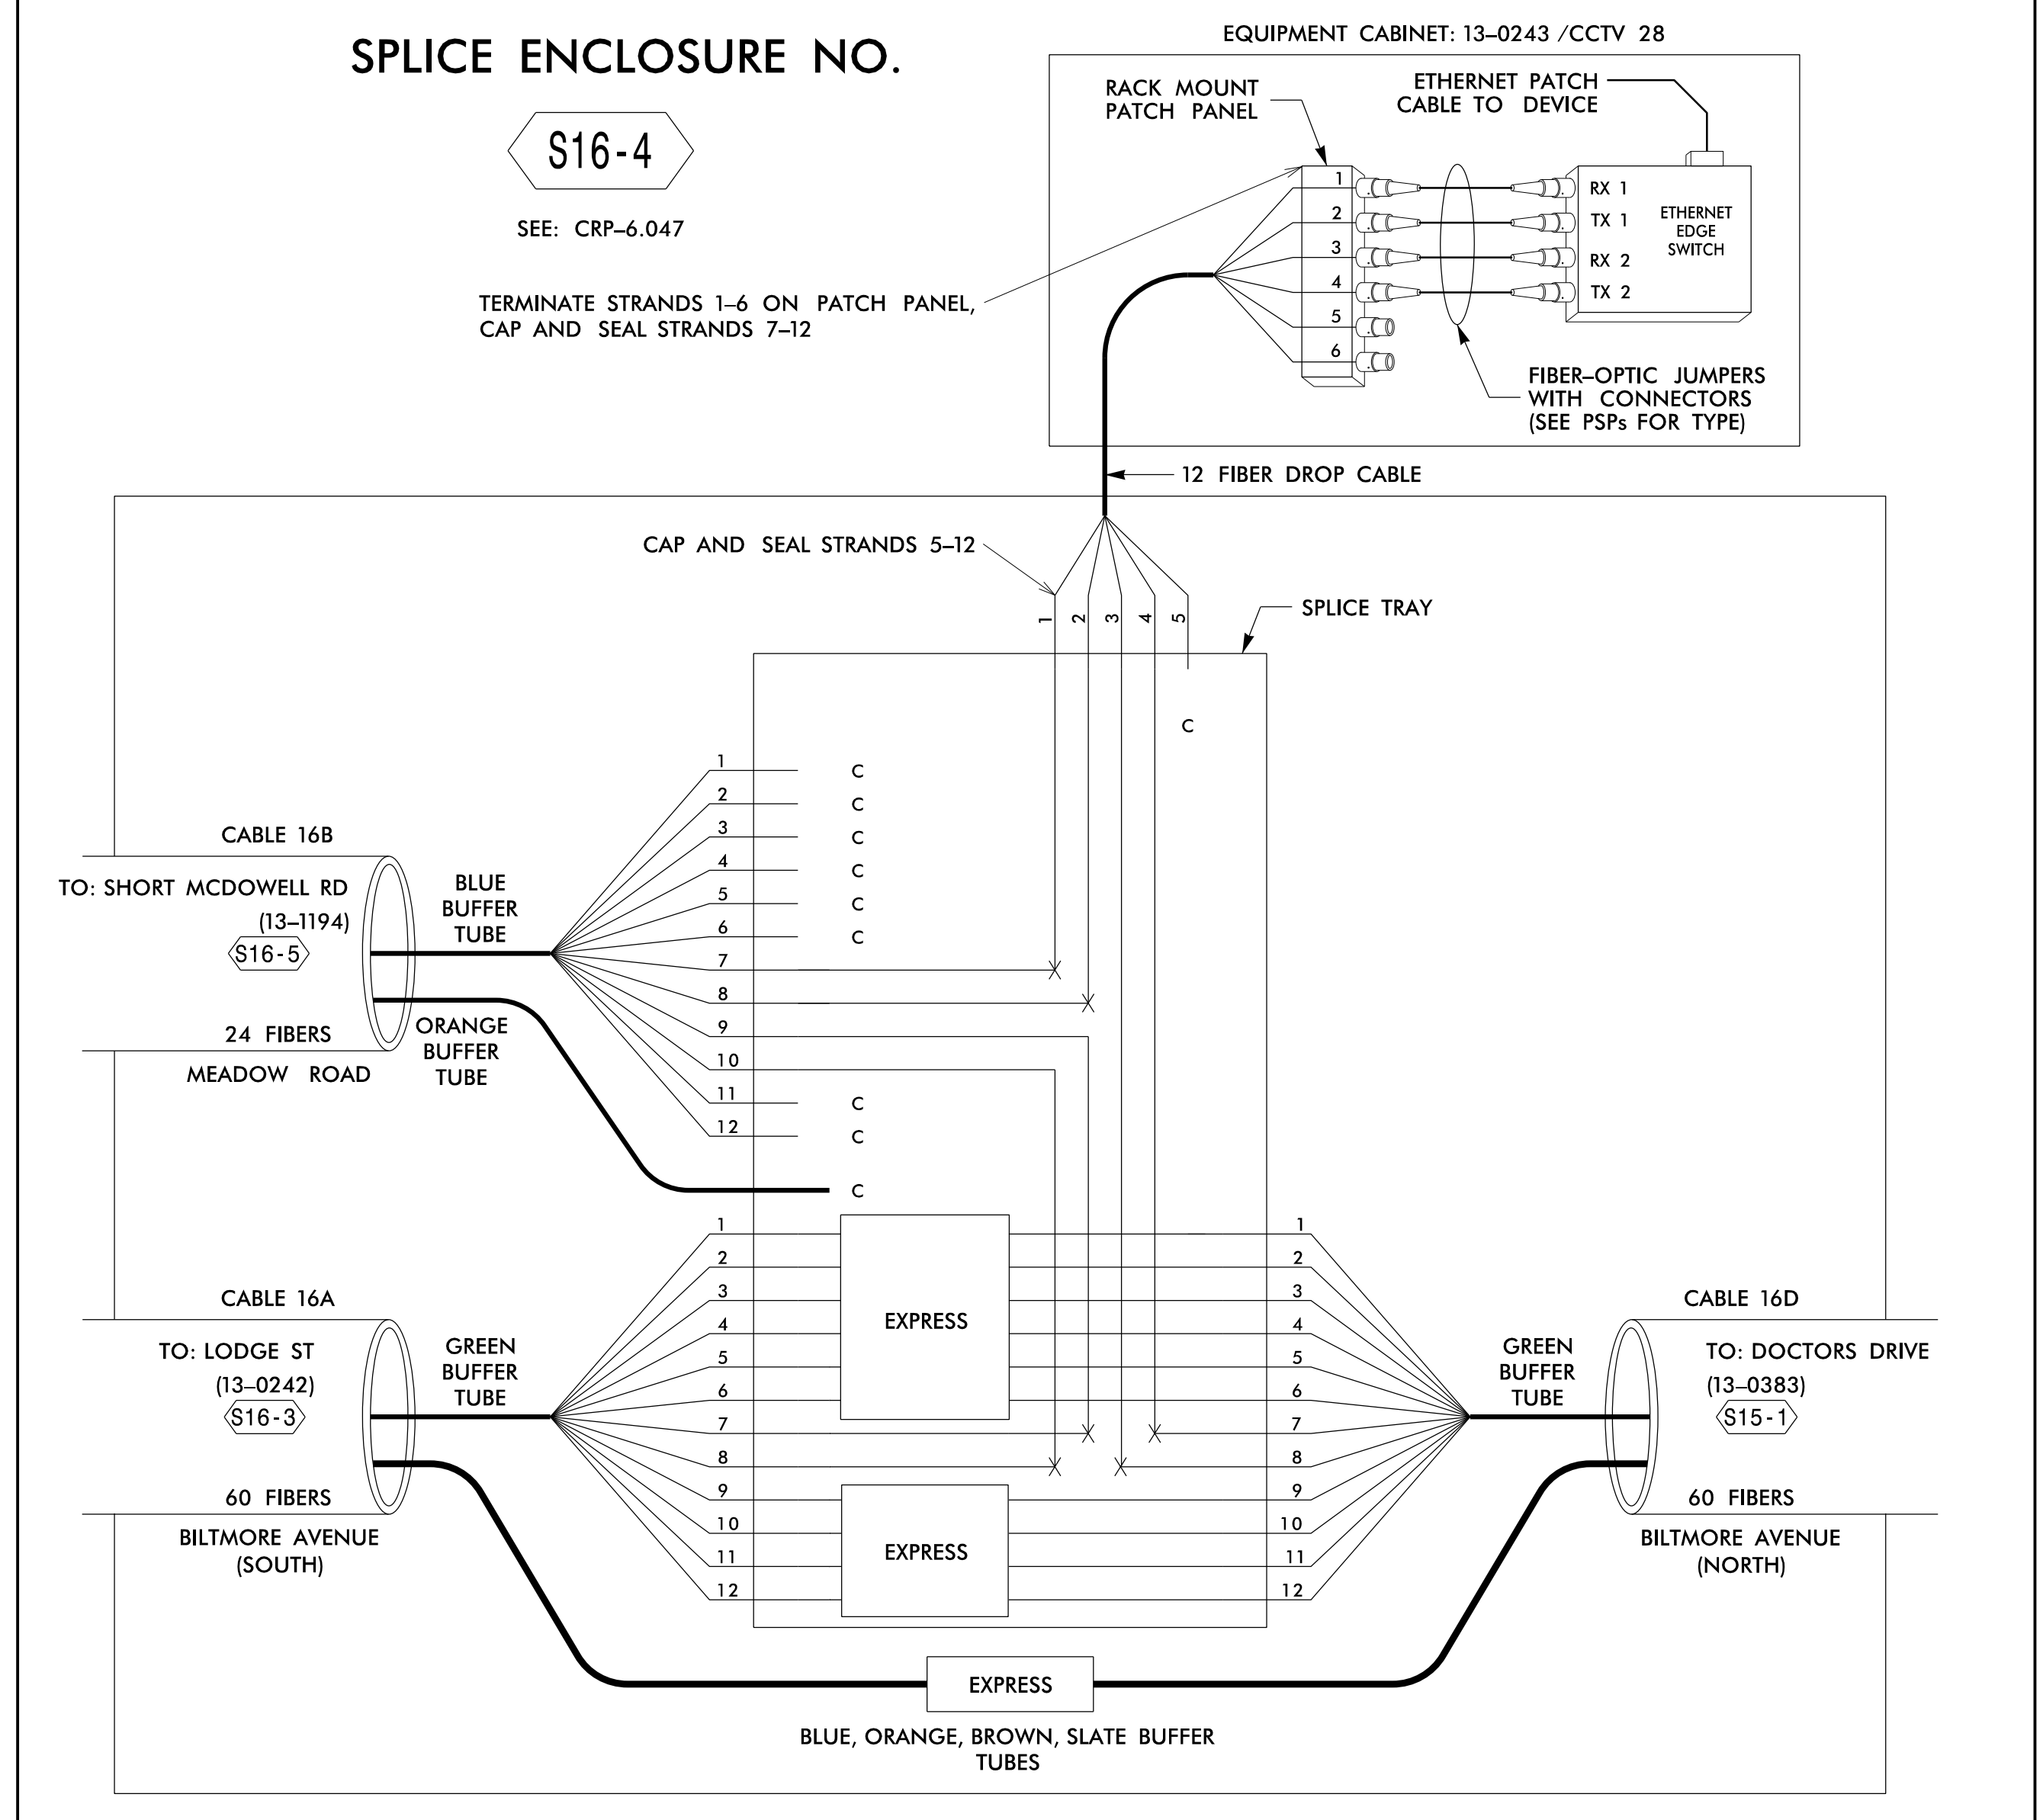 SPLICE ENCLOSURE NO.
S16-4
SEE: CRP–6.047
EQUIPMENT CABINET: 13–0243 /CCTV 28
RACK MOUNT
PATCH PANEL
ETHERNET PATCH
CABLE TO DEVICE
1
2
3
4
5
6
RX 1
TX 1
RX 2
TX 2
ETHERNET
EDGE
SWITCH
TERMINATE STRANDS 1–6 ON PATCH PANEL,
CAP AND SEAL STRANDS 7–12
FIBER–OPTIC JUMPERS
WITH CONNECTORS
(SEE PSPs FOR TYPE)
12 FIBER DROP CABLE
CAP AND SEAL STRANDS 5–12
1
2
3
4
5
SPLICE TRAY
C
CABLE 16B
TO: SHORT MCDOWELL RD
(13–1194)
S16-5
24 FIBERS
MEADOW ROAD
BLUE
BUFFER
TUBE
ORANGE
BUFFER
TUBE
1 C
2 C
3 C
4 C
5 C
6 C
7
8
9
10
11 C
12 C
C
CABLE 16A
TO: LODGE ST
(13–0242)
S16-3
60 FIBERS
BILTMORE AVENUE
(SOUTH)
GREEN
BUFFER
TUBE
1
2
3
4
5
6
7
8
9
10
11
12
EXPRESS
EXPRESS
1
2
3
4
5
6
7
8
9
10
11
12
GREEN
BUFFER
TUBE
CABLE 16D
TO: DOCTORS DRIVE
(13–0383)
S15-1
60 FIBERS
BILTMORE AVENUE
(NORTH)
EXPRESS
BLUE, ORANGE, BROWN, SLATE BUFFER
TUBES